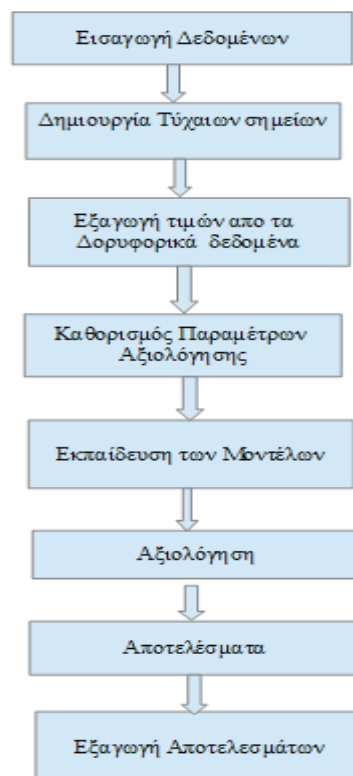 Εισαγωγή Δεδομένων
Δημιουργία Τύχαιων σημείων
Εξαγωγή τιμών απο τα
Δορυφορικά δεδομένα
Καθορισμός Παραμέτρων
Αξιολόγησης
Εκπαίδευση των Μοντέλων
Αξιολόγηση
Αποτελέσματα
Εξαγωγή Αποτελεσμάτων